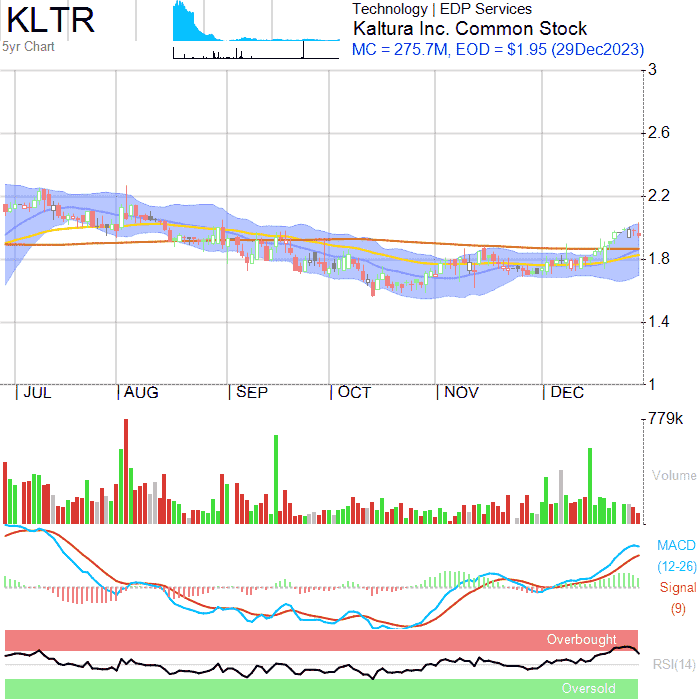 KLTR
5yr Chart
Technology | EDP Services
Kaltura Inc. Common Stock
MC = 275.7M, EOD = $1.95 (29Dec2023)
3
2.6
2.2
1.8
1.4
1
JUL AUG SEP OCT NOV DEC
779k
Volume
MACD
(12-26)
Signal
(9)
Overbought
RSI(14)
Oversold